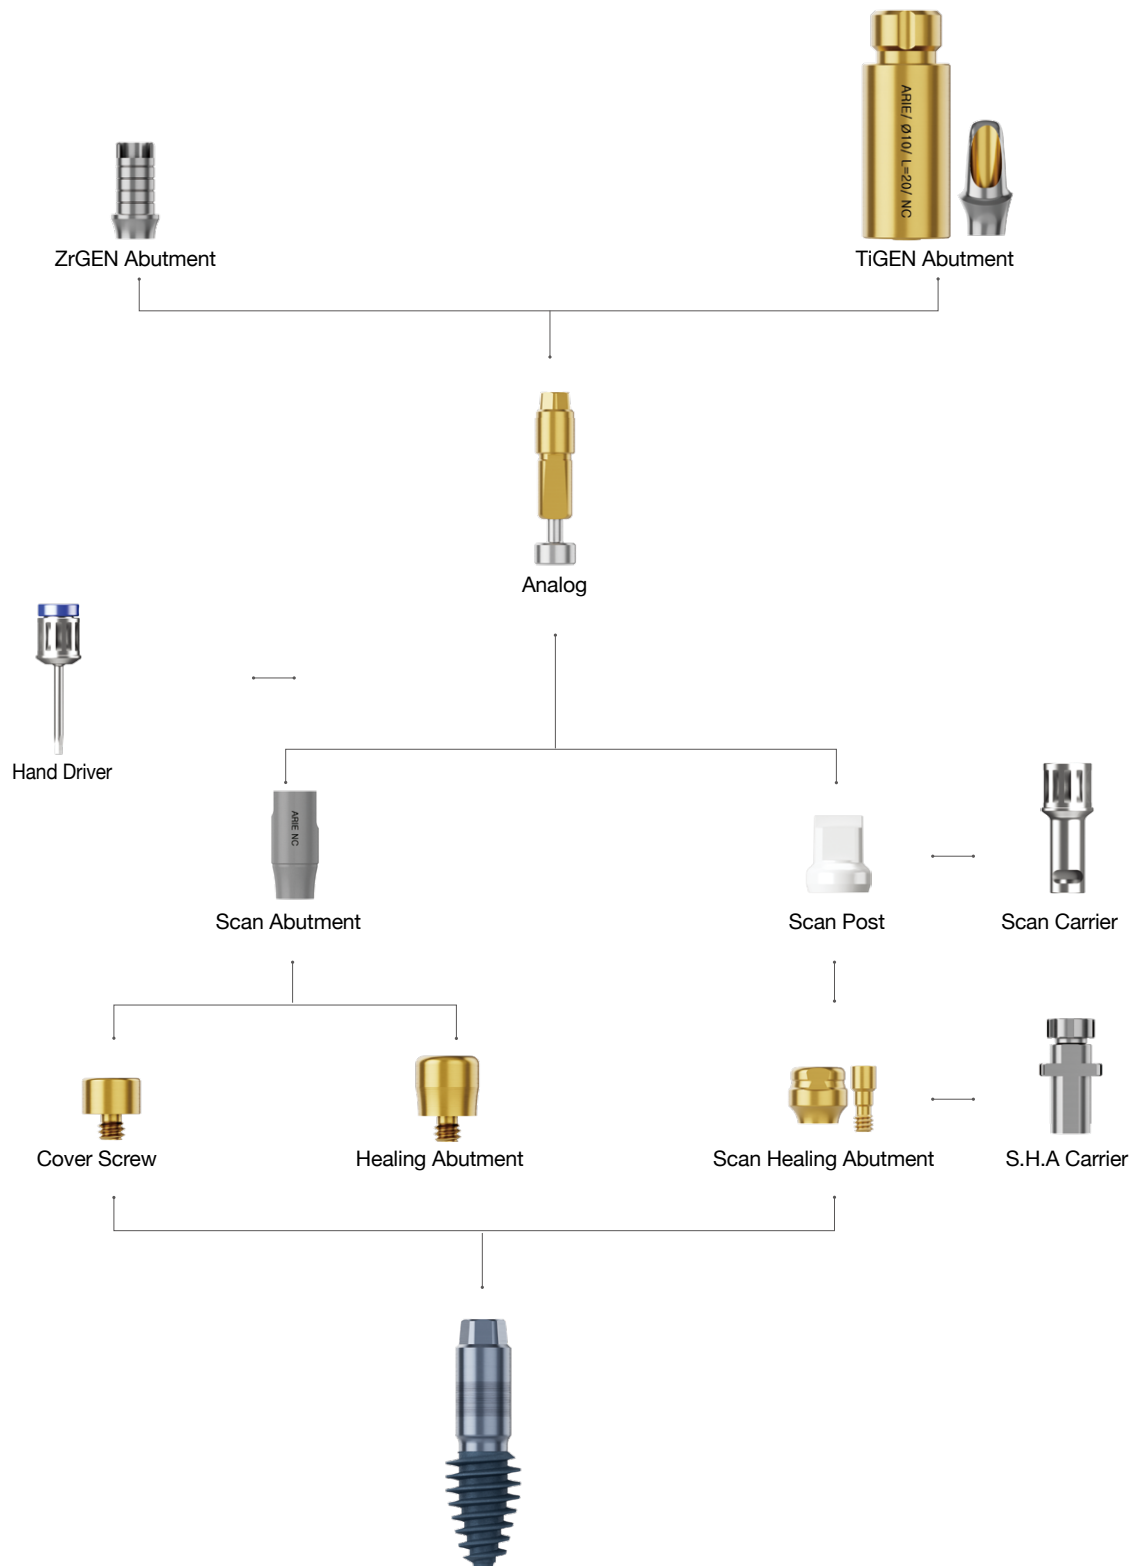 ARIE/ Ø10/ L=20/ NC
ZrGEN Abutment
TiGEN Abutment
Analog
Hand Driver
ARIE NC
Scan Abutment
Scan Post
Scan Carrier
Cover Screw
Healing Abutment
Scan Healing Abutment
S.H.A Carrier